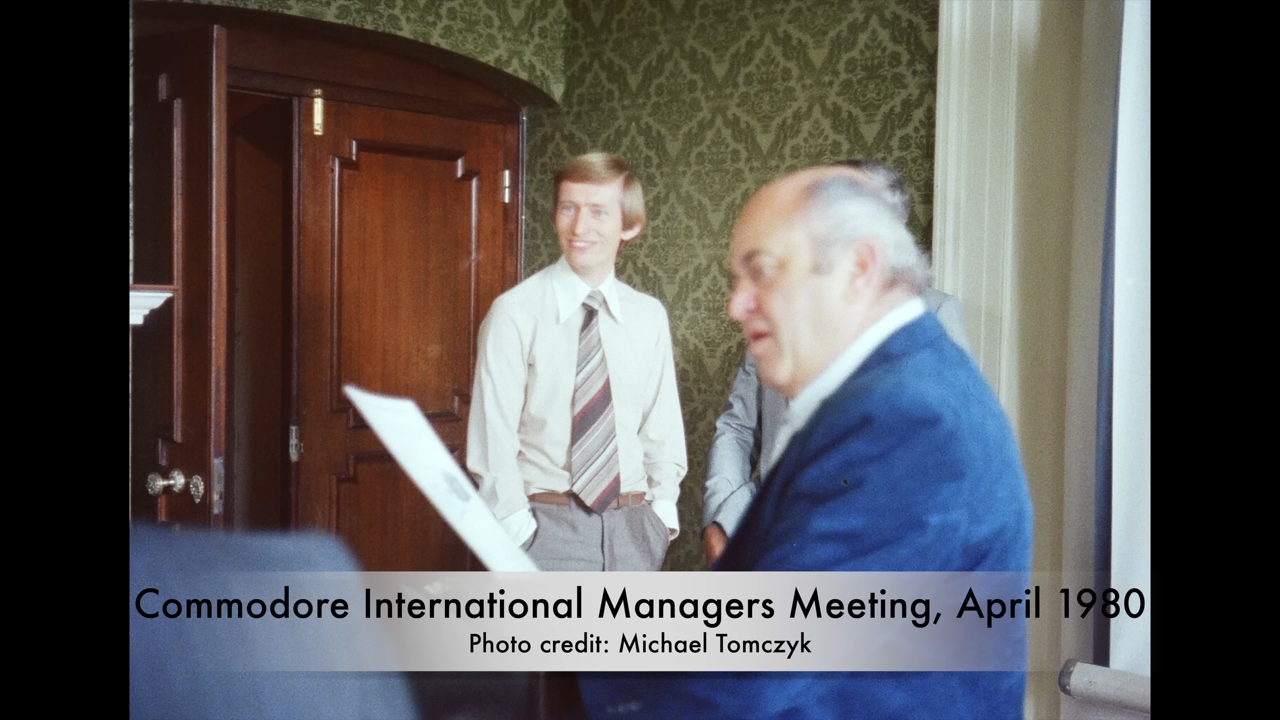 Commodore International Managers Meeting, April 1980
Photo credit: Michael Tomczyk